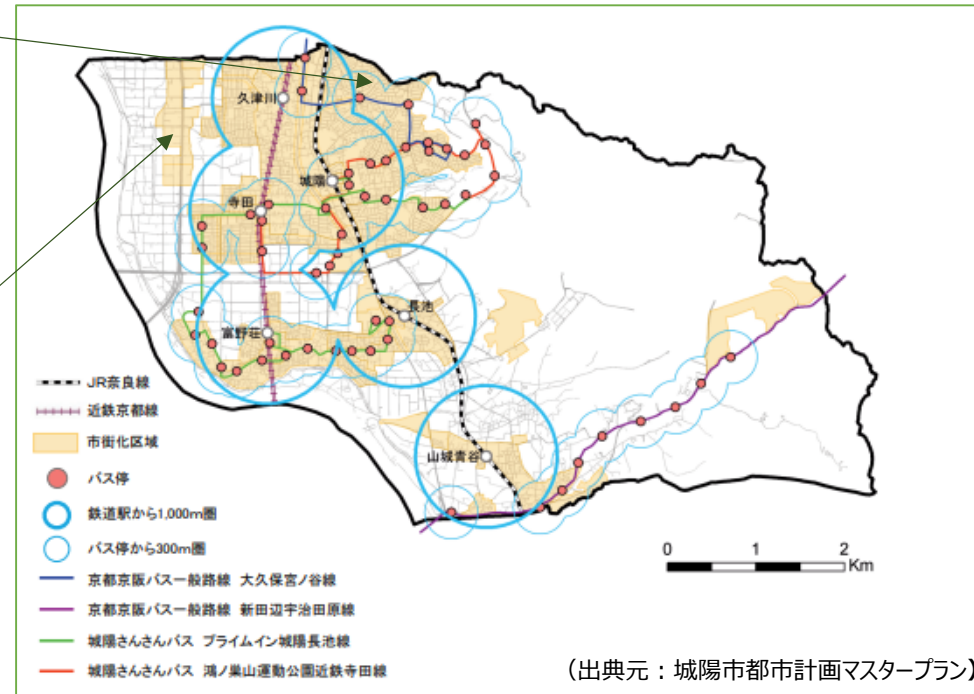 久津川
城陽
寺田
長池
富野荘
山城青谷
JR奈良線
近鉄京都線
市街化区域
バス停
鉄道駅から1,000m圏
バス停から300m圏
京都京阪バス一般路線 大久保宮ノ谷線
京都京阪バス一般路線 新田辺宇治田原線
城陽さんさんバス プライムイン城陽長池線
城陽さんさんバス 鴻ノ巣山運動公園近鉄寺田線
0 1 2
Km
（出典元：城陽市都市計画マスタープラン）